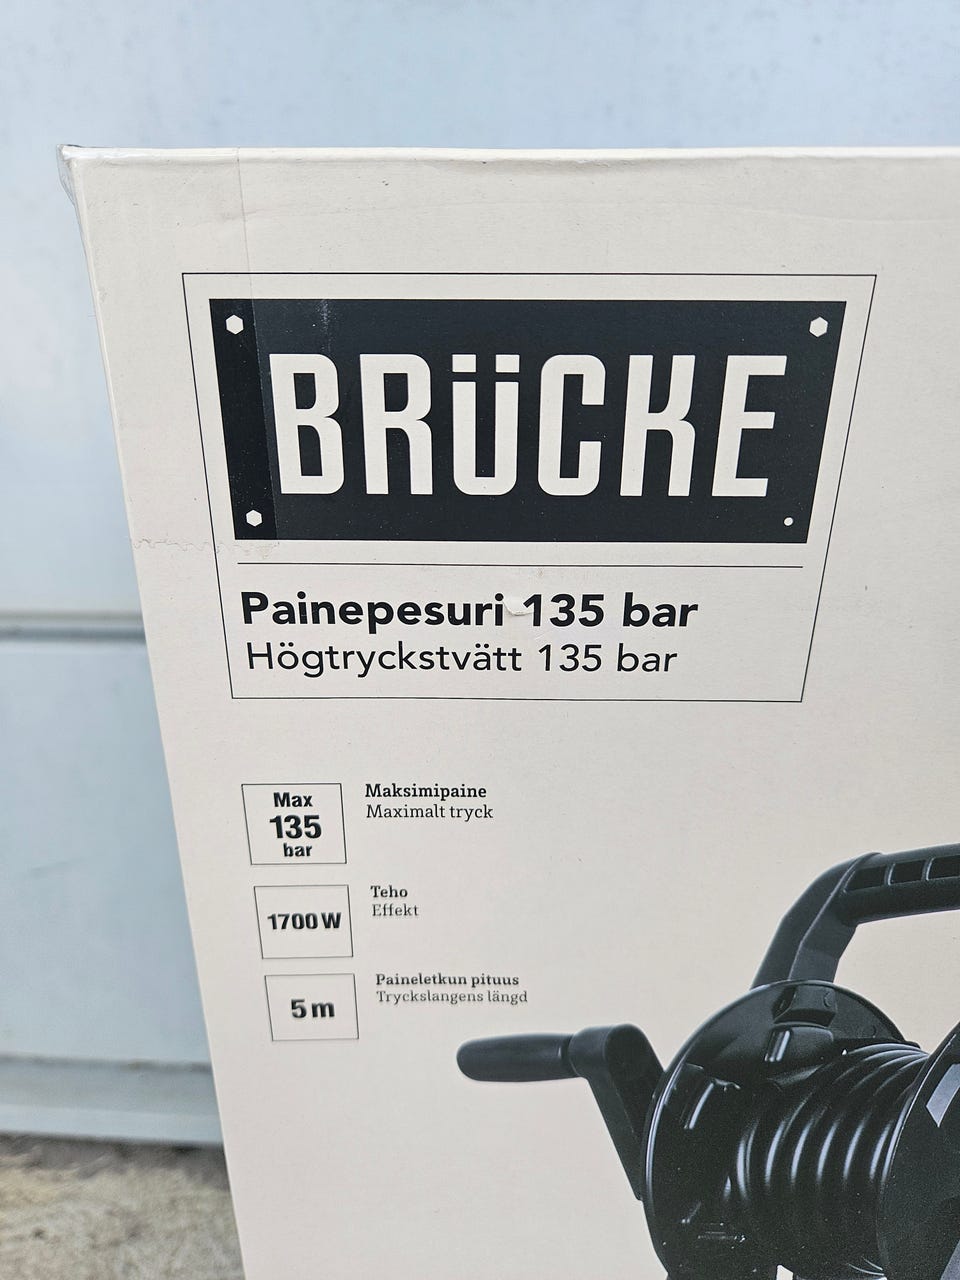 BRÜCKE
Painepesuri 135 bar
Högtryckstvätt 135 bar
Max
135
bar
Maksimipaine
Maximalt tryck
1700 W
Teho
Effekt
5 m
Paineletkun pituus
Tryckslangens längd